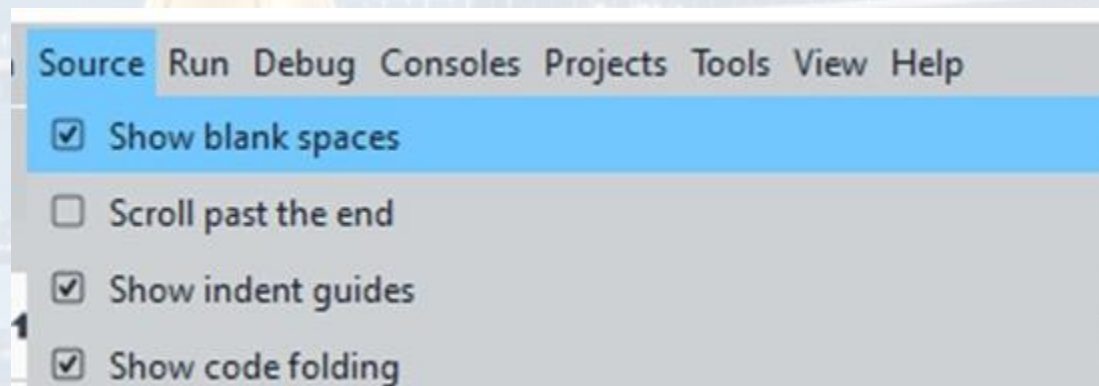 Source Run Debug Consoles Projects Tools View Help
Show blank spaces
Scroll past the end
Show indent guides
Show code folding